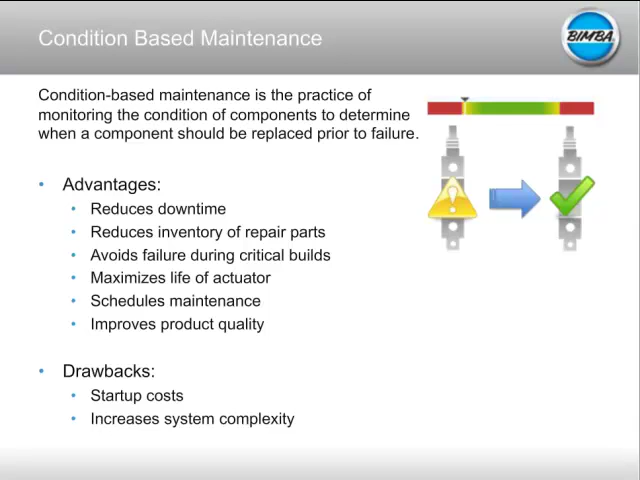 Condition Based Maintenance
BIMBA
Condition-based maintenance is the practice of
monitoring the condition of components to determine
when a component should be replaced prior to failure.
• Advantages:
• Reduces downtime
• Reduces inventory of repair parts
• Avoids failure during critical builds
• Maximizes life of actuator
• Schedules maintenance
• Improves product quality
• Drawbacks:
• Startup costs
• Increases system complexity